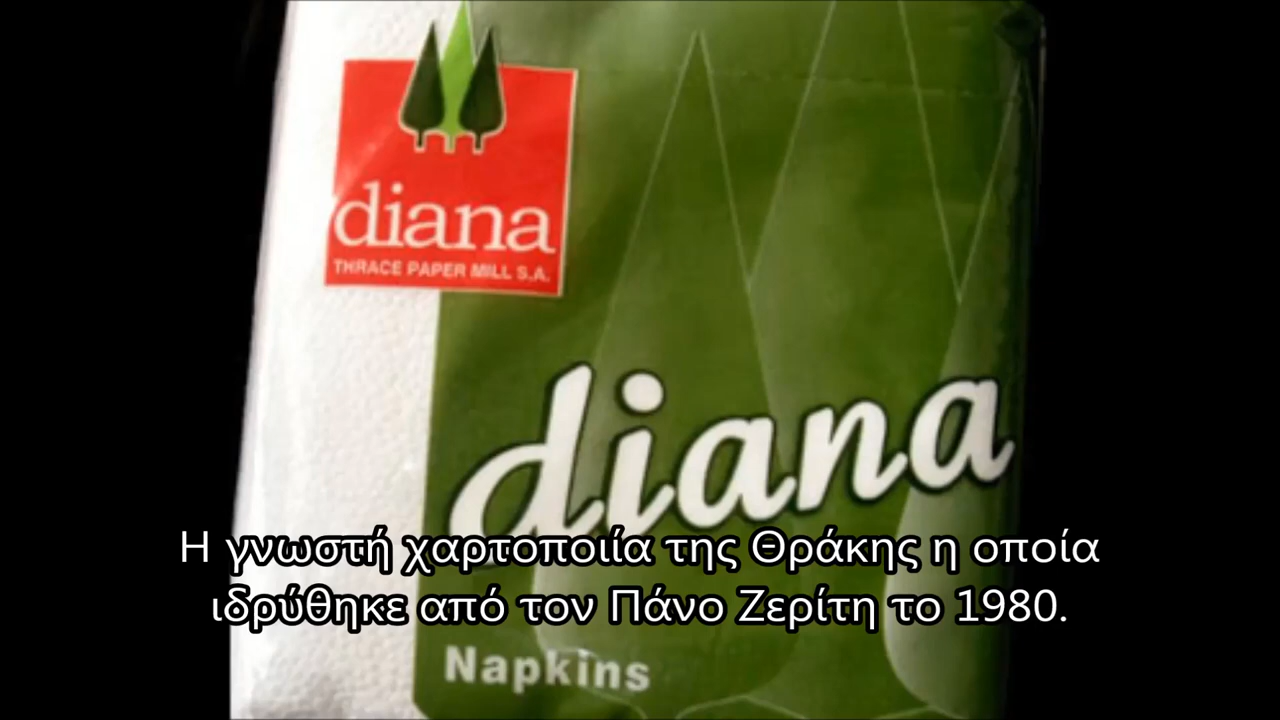 diana
THRACE PAPER MILL S.A.
diana
Η γνωστή χαρτοποιία της Θράκης η οποία
ιδρύθηκε από τον Πάνο Ζερίτη το 1980.
Napkins